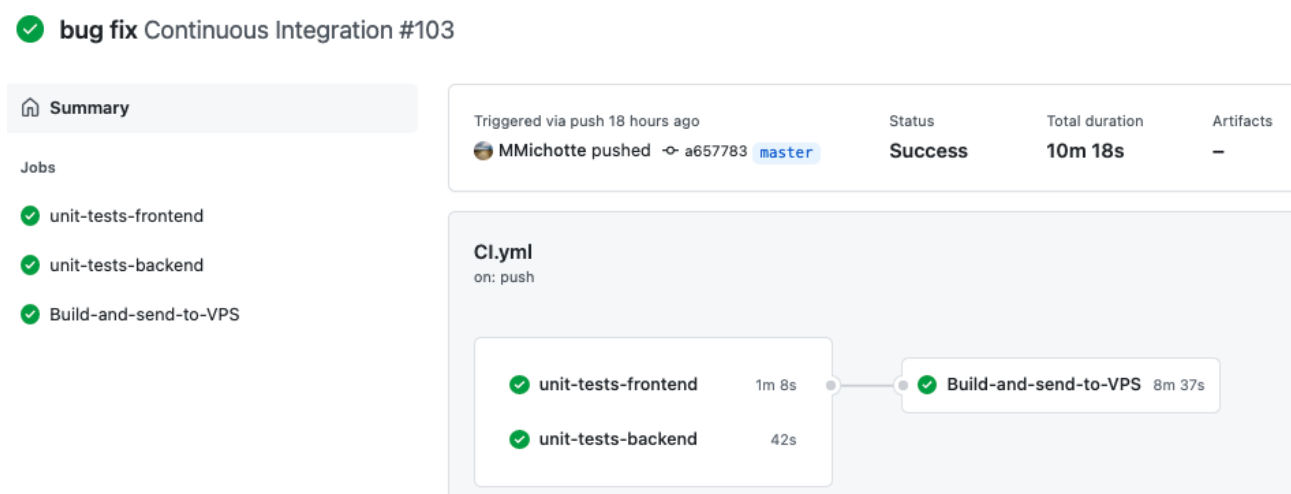 bug fix Continuous Integration #103
Summary
Jobs
unit-tests-frontend
unit-tests-backend
Build-and-send-to-VPS
Triggered via push 18 hours ago
MMichotte pushed a657783 master
Status
Success
Total duration
10m 18s
Artifacts
–
CI.yml
on: push
unit-tests-frontend 1m 8s
unit-tests-backend 42s
Build-and-send-to-VPS 8m 37s